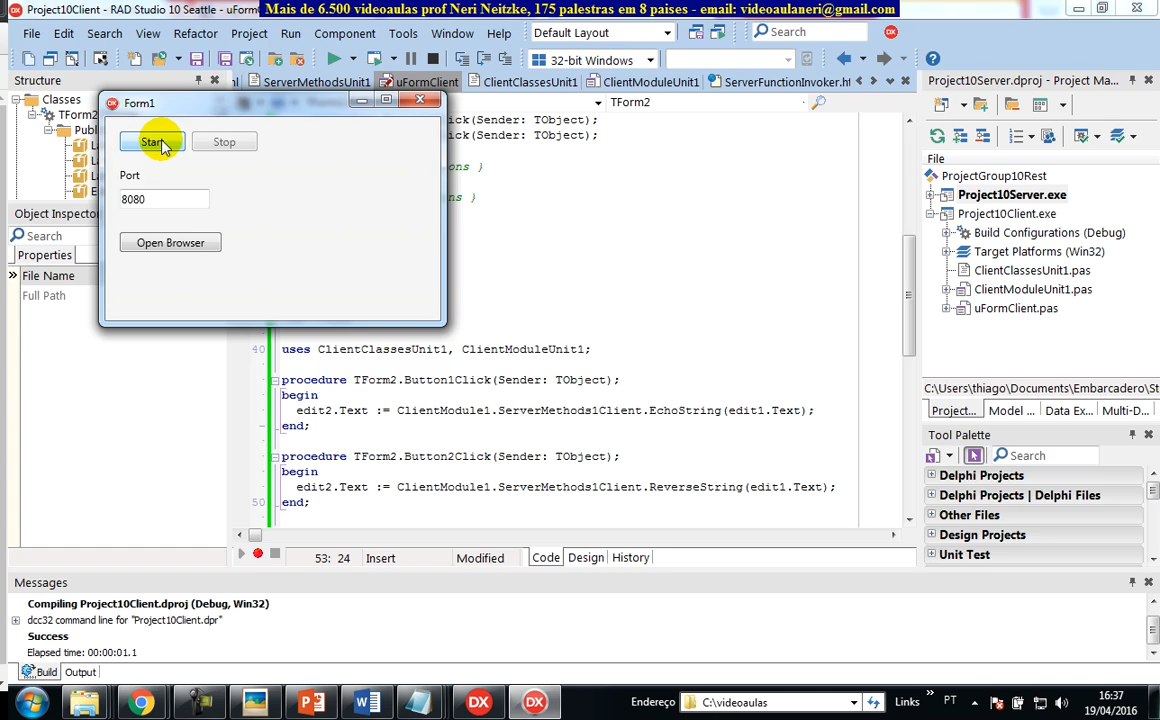 Project10Client - RAD Studio 10 Seattle - uForm
Mais de 6.500 videoaulas prof Neri Neitzke, 175 palestras em 8 paises - email: videoaulaneri@gmail.com
File Edit Search View Refactor Project Run Component Tools Window Help Default Layout Search
32-bit Windows
Structure
ServerMethodsUnit1 uFormClient ClientClassesUnit1 ClientModuleUnit1 ServerFunctionInvoker.ht
Project10Server.dproj - Project Ma...
Classes
TForm2
Publ
Form1
TForm2
Start Stop
Port
8080
Open Browser
ick(Sender: TObject);
ick(Sender: TObject);
ons }
ns }
Object Inspector
Search
Properties
File Name
Full Path
40 uses ClientClassesUnit1, ClientModuleUnit1;
procedure TForm2.Button1Click(Sender: TObject);
begin
edit2.Text := ClientModule1.ServerMethods1Client.EchoString(edit1.Text);
end;
procedure TForm2.Button2Click(Sender: TObject);
begin
edit2.Text := ClientModule1.ServerMethods1Client.ReverseString(edit1.Text);
50 end;
53: 24 Insert Modified Code Design History
File
ProjectGroup10Rest
Project10Server.exe
Project10Client.exe
Build Configurations (Debug)
Target Platforms (Win32)
ClientClassesUnit1.pas
ClientModuleUnit1.pas
uFormClient.pas
C:\Users\thiago\Documents\Embarcadero\St
Project... Model ... Data Ex... Multi-D...
Tool Palette
Search
Delphi Projects
Delphi Projects | Delphi Files
Other Files
Design Projects
Unit Test
Messages
Compiling Project10Client.dproj (Debug, Win32)
dcc32 command line for "Project10Client.dpr"
Success
Elapsed time: 00:00:01.1
Build Output
Endereço C:\videoaulas Links » PT 16:37
19/04/2016